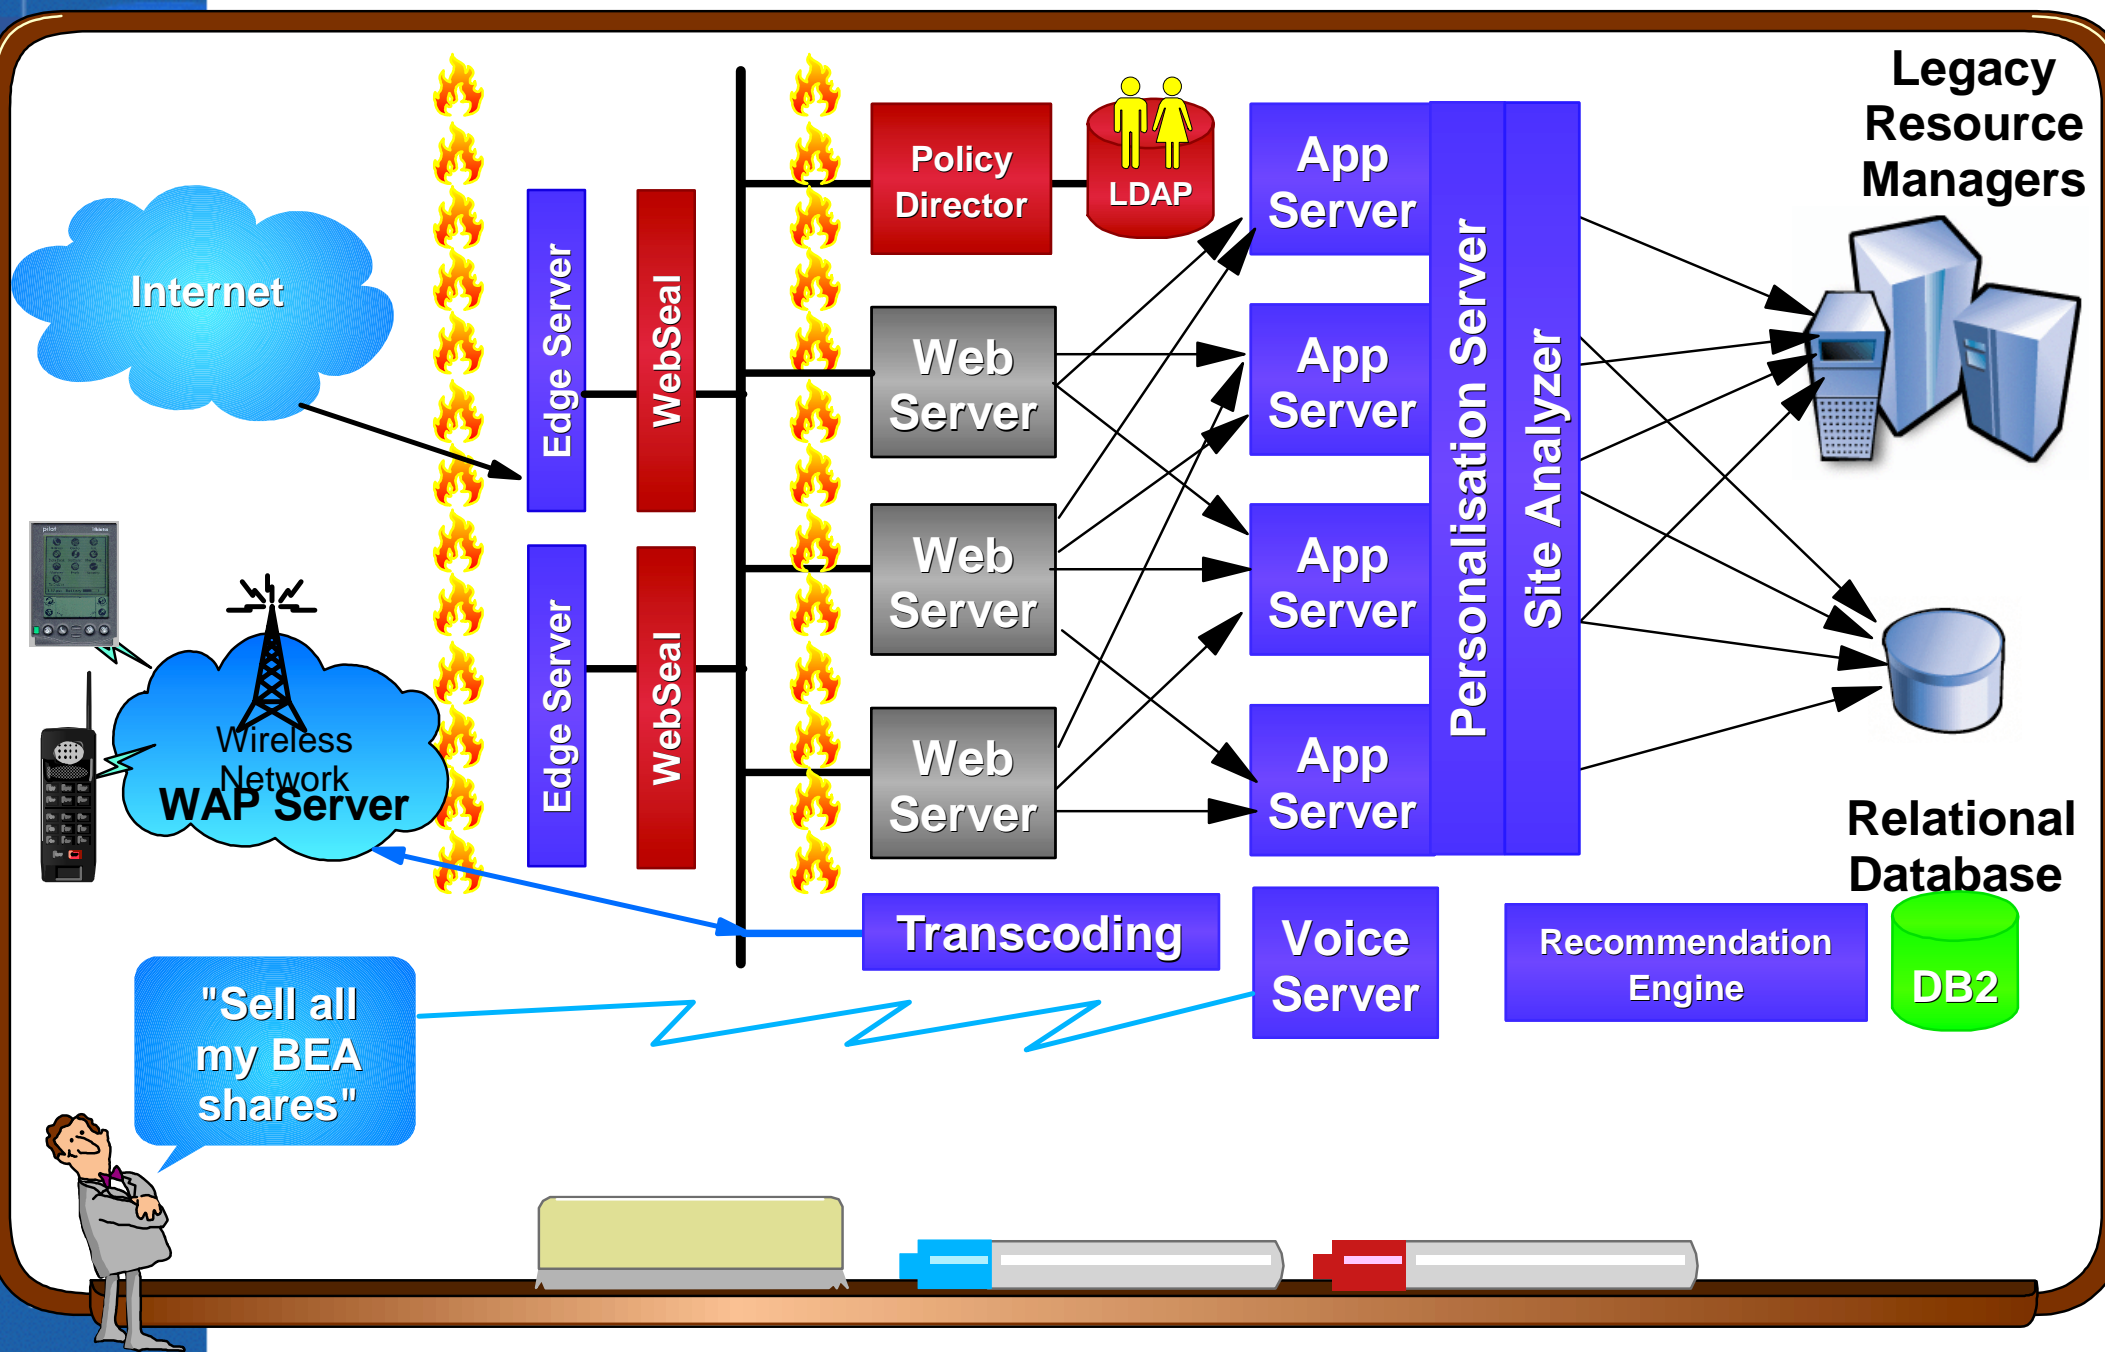 Legacy
Resource
Managers
Policy
Director
LDAP
App
Server
Internet
Edge Server
WebSeal
Web
Server
App
Server
Personalisation Server
Site Analyzer
pilot
Web
Server
App
Server
Edge Server
WebSeal
Wireless
Network
WAP Server
Web
Server
App
Server
Relational
Database
Transcoding
Voice
Server
Recommendation
Engine
DB2
"Sell all
my BEA
shares"